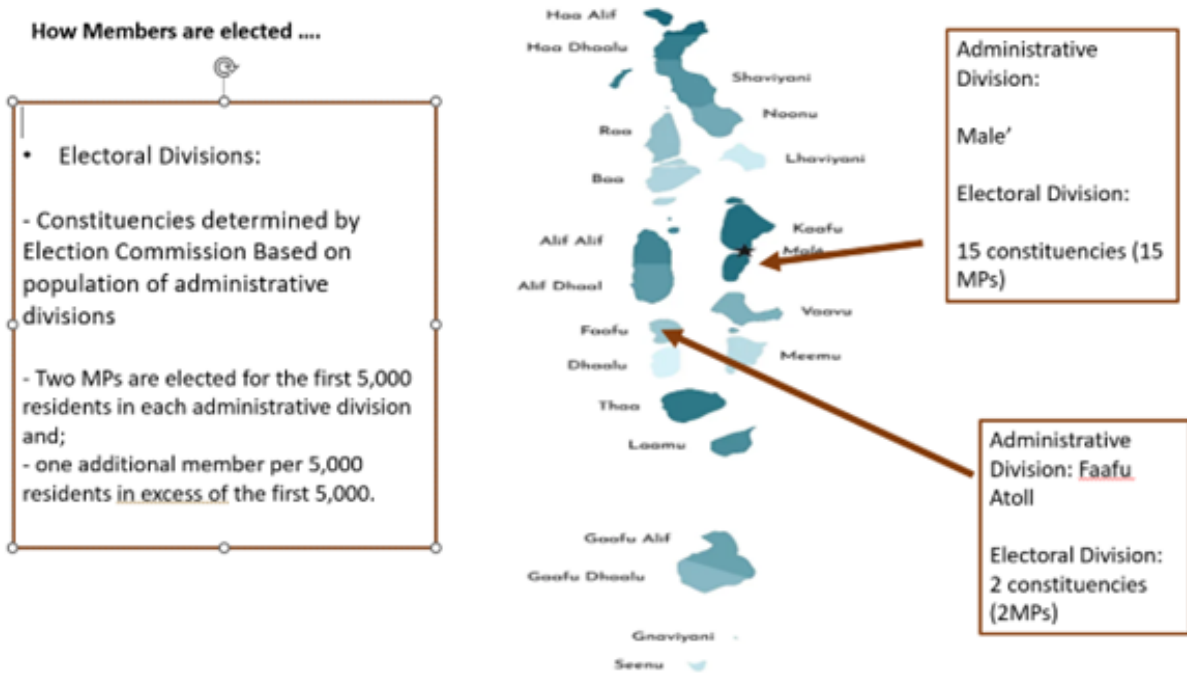 How Members are elected ....
• Electoral Divisions:
- Constituencies determined by
Election Commission Based on
population of administrative
divisions
- Two MPs are elected for the first 5,000
residents in each administrative division
and;
- one additional member per 5,000
residents in excess of the first 5,000.
Haa Alif
Haa Dhaalu
Shaviyani
Noonu
Raa
Lhaviyani
Baa
Kaafu
Alif Alif
Male
Alif Dhaal
Vaavu
Faafu
Meemu
Dhaalu
Thaa
Laamu
Gaafu Alif
Gaafu Dhaalu
Gnaviyani
Seenu
Administrative
Division:
Male’
Electoral Division:
15 constituencies (15
MPs)
Administrative
Division: Faafu
Atoll
Electoral Division:
2 constituencies
(2MPs)